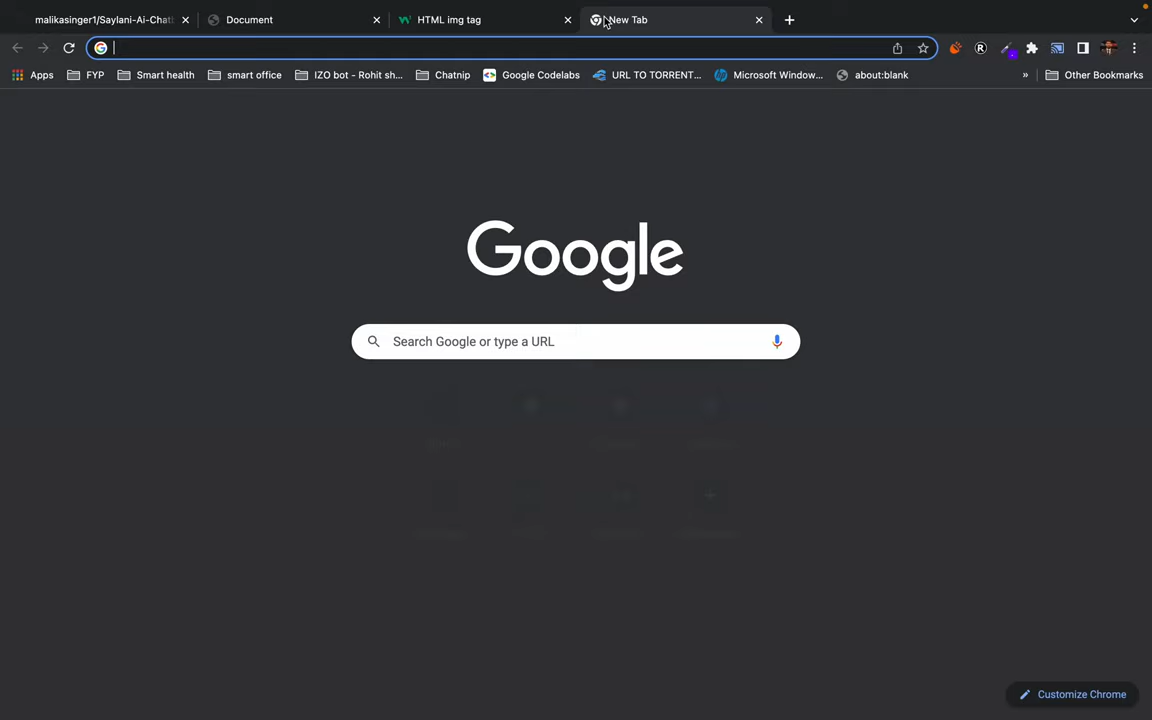 malikasinger1/Saylani-Ai-Chatb
Document
HTML img tag
New Tab
Apps
FYP
Smart health
smart office
IZO bot - Rohit sh...
Chatnip
Google Codelabs
URL TO TORRENT...
Microsoft Window...
about:blank
»
Other Bookmarks
Google
Search Google or type a URL
Customize Chrome